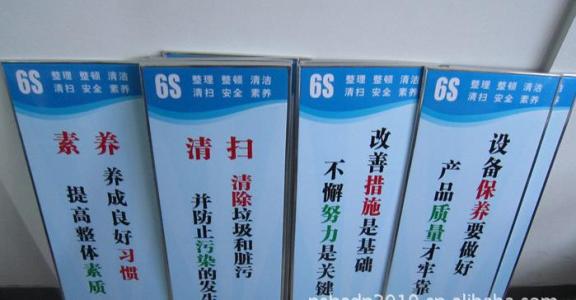 6S 整理 整顿 清洁
清扫 安全 素养
素养
养成良好习惯
提高整体素质
6S 整理 整顿 清洁
清扫 安全 素养
清扫
清除垃圾和脏污
并防止污染的发生
6S 整理 整顿 清洁
清扫 安全 素养
改善措施是基础
不懈努力是关键
6S 整理 整顿 清洁
清扫 安全 素养
设备保养要做好
产品质量才牢靠